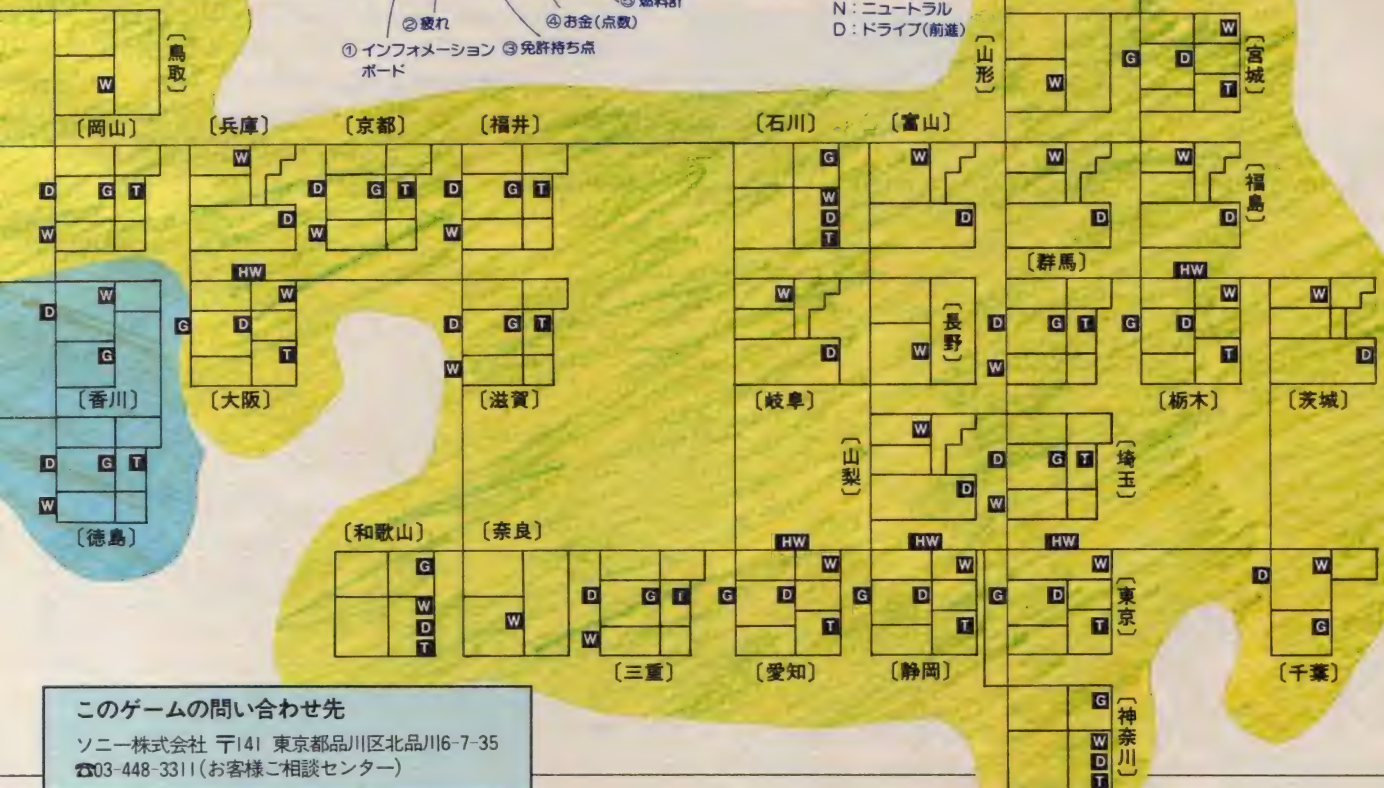 ②疲れ
④お金(点数)
①インフォメーション
ボード
③免許持ち点
N：ニュートラル
D：ドライブ(前進)
〔鳥取〕
〔山形〕
〔宮城〕
W
W
G
D
W
T
〔岡山〕
〔兵庫〕
〔京都〕
〔福井〕
〔石川〕
〔富山〕
〔福島〕
W
G
W
W
W
D
G
T
D
G
T
D
G
T
W
D
D
D
D
W
W
W
T
〔群馬〕
HW
HW
W
W
W
W
W
D
G
D
D
G
T
〔長野〕
D
G
T
G
D
G
T
W
D
W
W
T
D
〔香川〕
〔大阪〕
〔滋賀〕
〔岐阜〕
〔栃木〕
〔茨城〕
D
G
T
W
〔徳島〕
〔山梨〕
W
D
D
G
T
W
〔埼玉〕
〔和歌山〕
〔奈良〕
HW
HW
HW
G
W
D
T
W
D
G
T
W
G
D
W
T
G
D
W
T
G
D
W
T
〔東京〕
D
W
G
〔三重〕
〔愛知〕
〔静岡〕
〔千葉〕
G
W
D
T
〔神奈川〕
このゲームの問い合わせ先
ソニー株式会社 〒141 東京都品川区北品川6-7-35
☎03-448-3311(お客様ご相談センター)